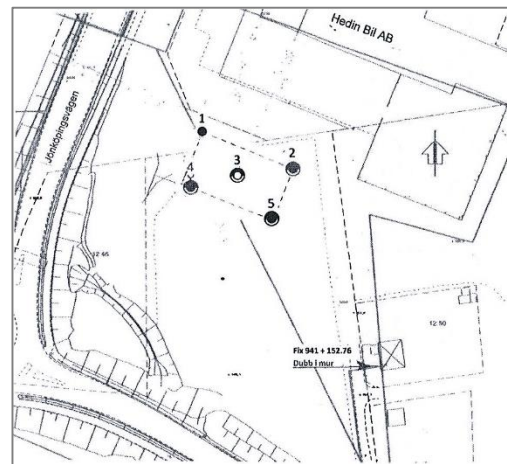 Hedin Bil AB
Jönköpingsvägen
1
2
3
4
5
12:50
Fix 941 + 152.76
Dubb i mur